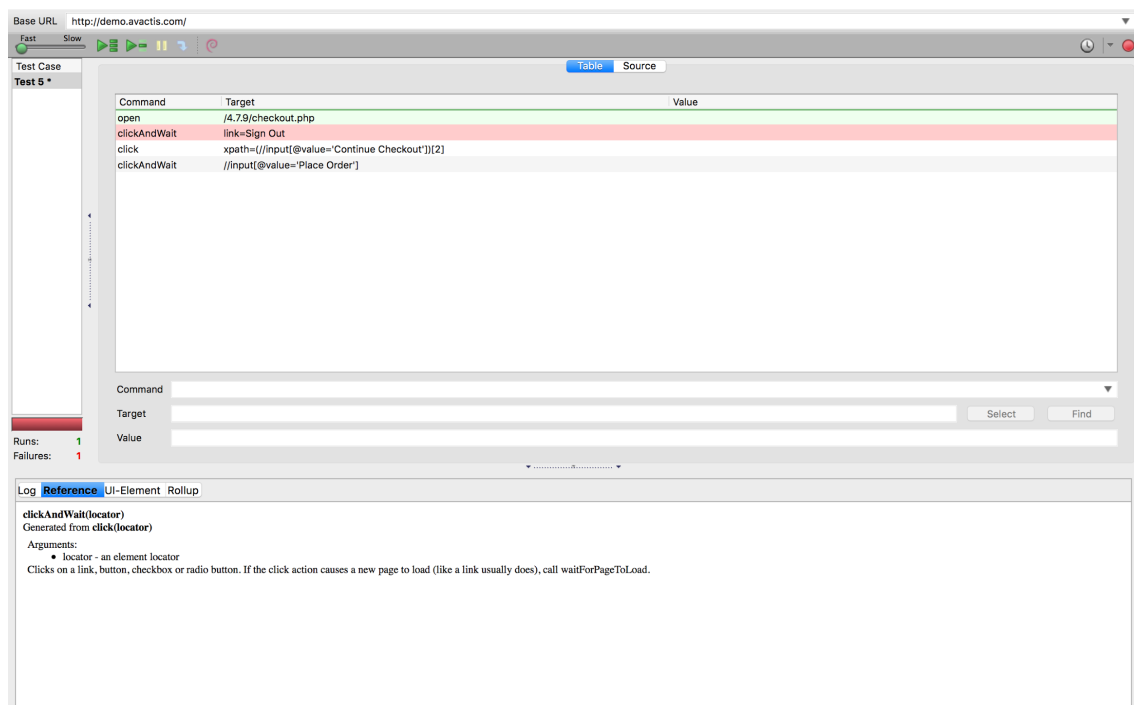 Base URL http://demo.avactis.com/
Fast Slow
Test Case
Test 5 *
Table Source
Command Target Value
open /4.7.9/checkout.php
clickAndWait link=Sign Out
click xpath=(//input[@value='Continue Checkout'])[2]
clickAndWait //input[@value='Place Order']
Command
Target Select Find
Value
Runs: 1
Failures: 1
Log Reference UI-Element Rollup
clickAndWait(locator)
Generated from click(locator)
Arguments:
• locator - an element locator
Clicks on a link, button, checkbox or radio button. If the click action causes a new page to load (like a link usually does), call waitForPageToLoad.